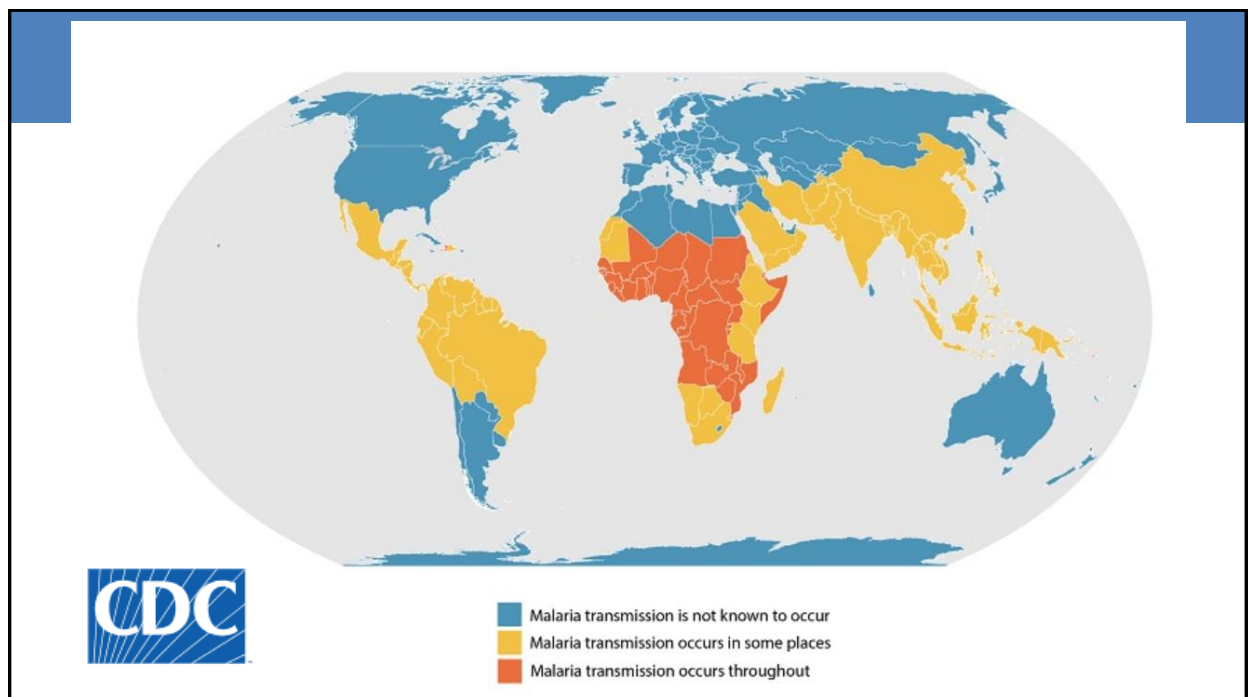 CDC
Malaria transmission is not known to occur
Malaria transmission occurs in some places
Malaria transmission occurs throughout